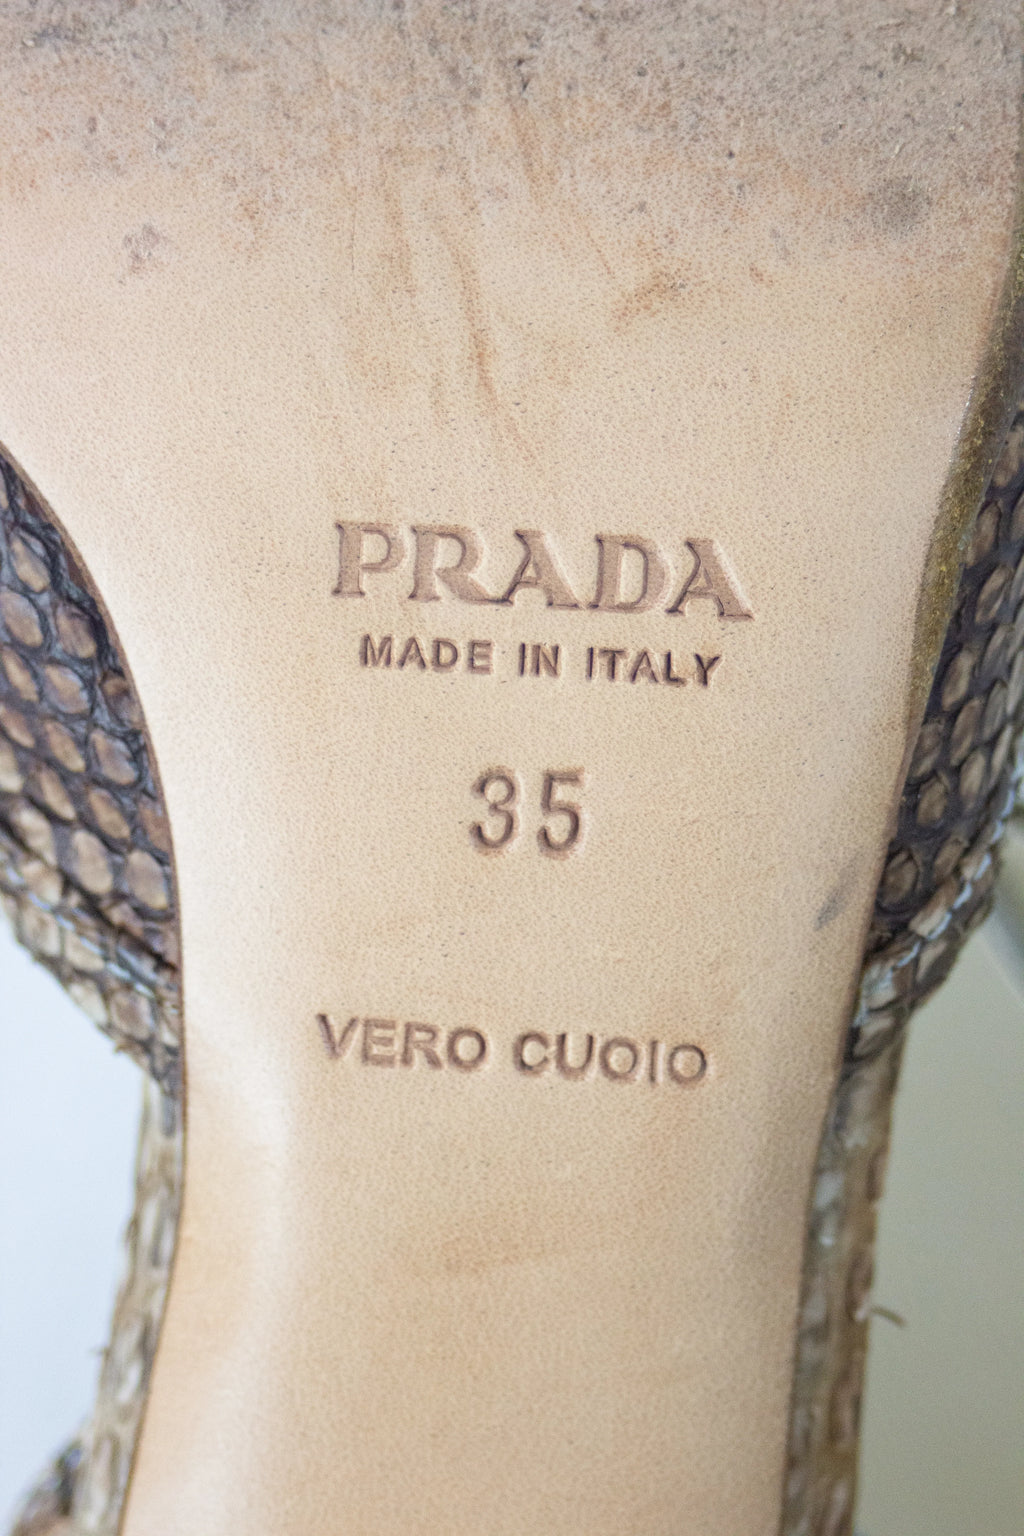 PRADA
MADE IN ITALY
35
VERO CUOIO